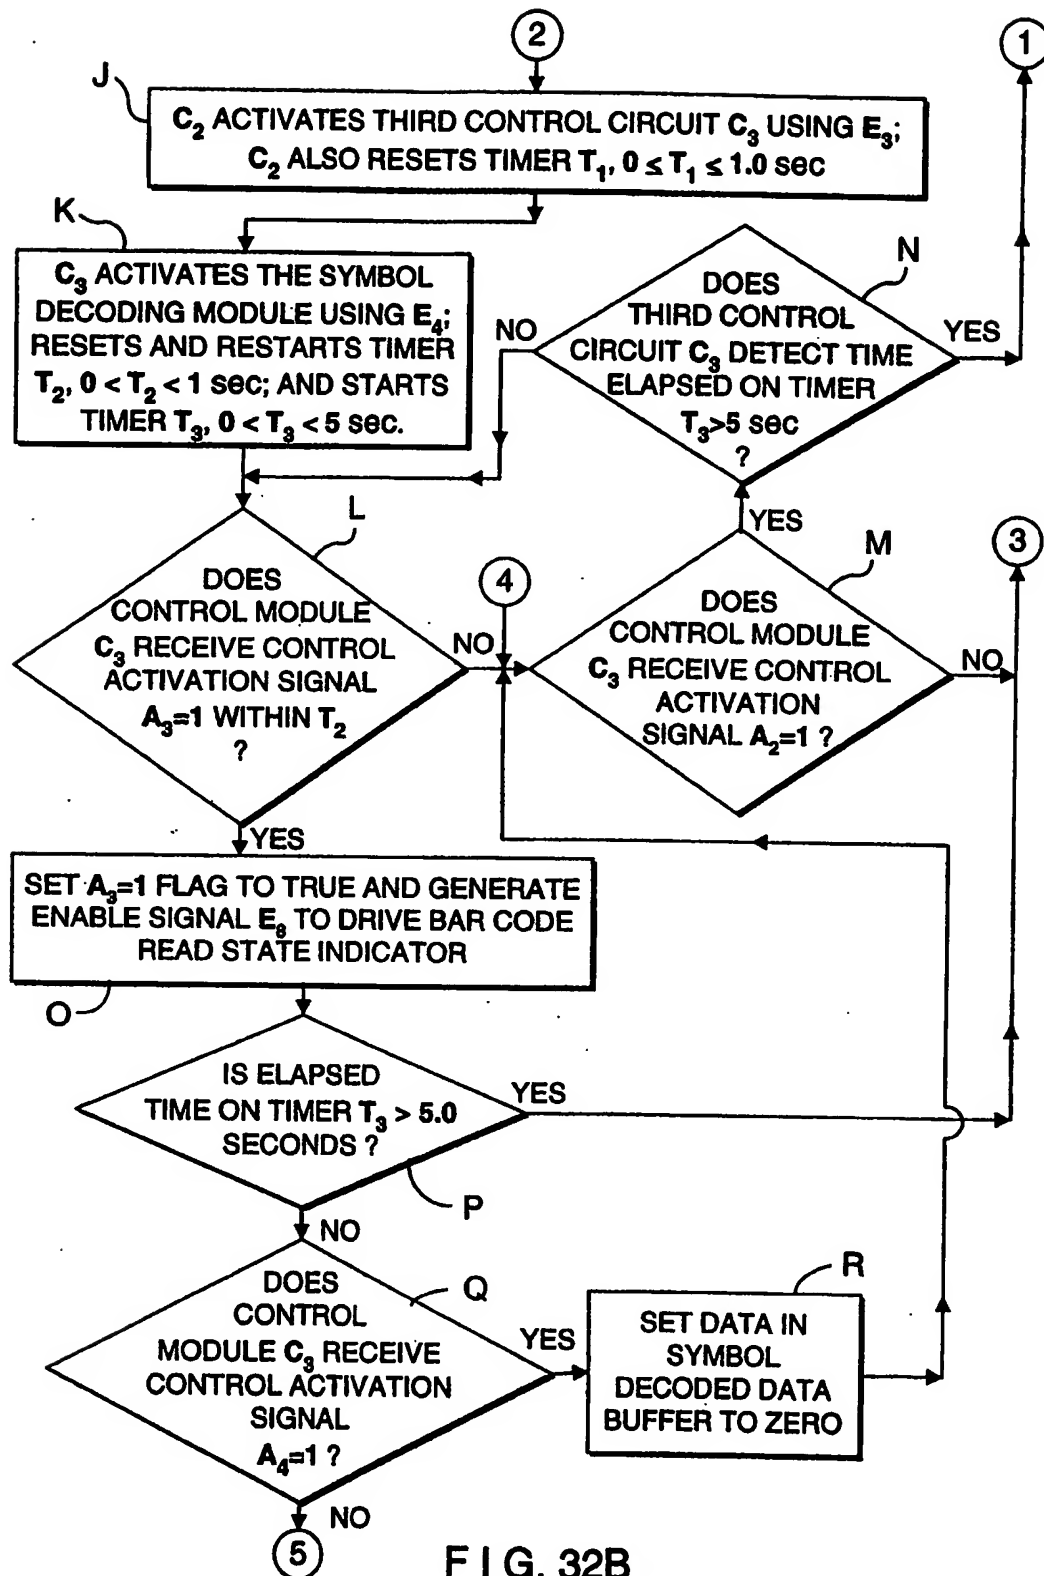 2
1
J
C2 ACTIVATES THIRD CONTROL CIRCUIT C3 USING E3;
C2 ALSO RESETS TIMER T1, 0 ≤ T1 ≤ 1.0 sec
K
C3 ACTIVATES THE SYMBOL
DECODING MODULE USING E4;
RESETS AND RESTARTS TIMER
T2, 0 < T2 < 1 sec; AND STARTS
TIMER T3, 0 < T3 < 5 sec.
N
DOES
THIRD CONTROL
CIRCUIT C3 DETECT TIME
ELAPSED ON TIMER
T3>5 sec
?
NO
YES
L
DOES
CONTROL MODULE
C3 RECEIVE CONTROL
ACTIVATION SIGNAL
A3=1 WITHIN T2
?
NO
YES
4
YES
M
DOES
CONTROL MODULE
C3 RECEIVE CONTROL
ACTIVATION
SIGNAL A2=1 ?
NO
3
SET A3=1 FLAG TO TRUE AND GENERATE
ENABLE SIGNAL E8 TO DRIVE BAR CODE
READ STATE INDICATOR
O
IS ELAPSED
TIME ON TIMER T3 > 5.0
SECONDS ?
YES
P
NO
DOES
CONTROL
MODULE C3 RECEIVE
CONTROL ACTIVATION
SIGNAL
A4=1 ?
Q
YES
R
SET DATA IN
SYMBOL
DECODED DATA
BUFFER TO ZERO
NO
5
FIG. 32B